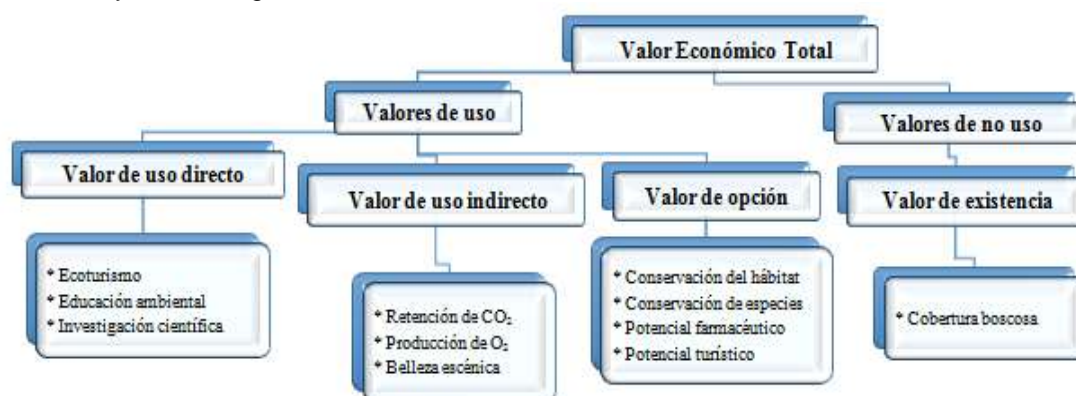 Valor Económico Total
Valores de uso
Valores de no uso
Valor de uso directo
Valor de uso indirecto
Valor de opción
Valor de existencia
* Ecoturismo
* Educación ambiental
* Investigación científica
* Retención de CO₂
* Producción de O₂
* Belleza escénica
* Conservación del hábitat
* Conservación de especies
* Potencial farmacéutico
* Potencial turístico
* Cobertura boscosa